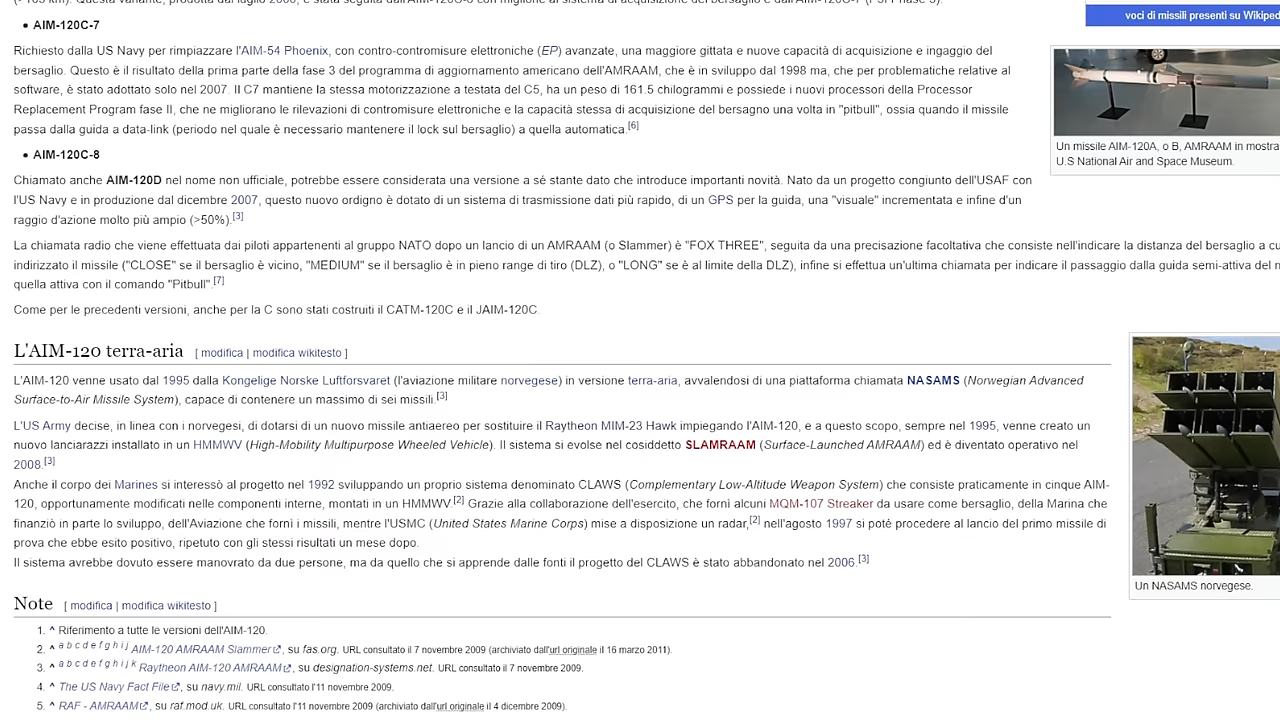 (> 105 km). Questa variante, prodotta dal luglio 2000, è stata seguita dall'AIM-120C-6 con miglione al sistema di acquisizione del bersaglio e dall'AIM-120C-7 (P3I Phase 3).
• AIM-120C-7
voci di missili presenti su Wikiped
Richiesto dalla US Navy per rimpiazzare l'AIM-54 Phoenix, con contro-contromisure elettroniche (EP) avanzate, una maggiore gittata e nuove capacità di acquisizione e ingaggio del
bersaglio. Questo è il risultato della prima parte della fase 3 del programma di aggiornamento americano dell'AMRAAM, che è in sviluppo dal 1998 ma, che per problematiche relative al
software, è stato adottato solo nel 2007. Il C7 mantiene la stessa motorizzazione a testata del C5, ha un peso di 161.5 chilogrammi e possiede i nuovi processori della Processor
Replacement Program fase II, che ne migliorano le rilevazioni di contromisure elettroniche e la capacità stessa di acquisizione del bersagno una volta in "pitbull", ossia quando il missile
passa dalla guida a data-link (periodo nel quale è necessario mantenere il lock sul bersaglio) a quella automatica.[6]
Un missile AIM-120A, o B, AMRAAM in mostra
U.S National Air and Space Museum.
• AIM-120C-8
Chiamato anche AIM-120D nel nome non ufficiale, potrebbe essere considerata una versione a sé stante dato che introduce importanti novità. Nato da un progetto congiunto dell'USAF con
l'US Navy e in produzione dal dicembre 2007, questo nuovo ordigno è dotato di un sistema di trasmissione dati più rapido, di un GPS per la guida, una "visuale" incrementata e infine d'un
raggio d'azione molto più ampio (>50%).[3]
La chiamata radio che viene effettuata dai piloti appartenenti al gruppo NATO dopo un lancio di un AMRAAM (o Slammer) è "FOX THREE", seguita da una precisazione facoltativa che consiste nell'indicare la distanza del bersaglio a cu
indirizzato il missile ("CLOSE" se il bersaglio è vicino, "MEDIUM" se il bersaglio è in pieno range di tiro (DLZ), o "LONG" se è al limite della DLZ), infine si effettua un'ultima chiamata per indicare il passaggio dalla guida semi-attiva del
quella attiva con il comando "Pitbull".[7]
Come per le precedenti versioni, anche per la C sono stati costruiti il CATM-120C e il JAIM-120C.
L'AIM-120 terra-aria [ modifica | modifica wikitesto ]
L'AIM-120 venne usato dal 1995 dalla Kongelige Norske Luftforsvaret (l'aviazione militare norvegese) in versione terra-aria, avvalendosi di una piattaforma chiamata NASAMS (Norwegian Advanced
Surface-to-Air Missile System), capace di contenere un massimo di sei missili.[3]
L'US Army decise, in linea con i norvegesi, di dotarsi di un nuovo missile antiaereo per sostituire il Raytheon MIM-23 Hawk impiegando l'AIM-120, e a questo scopo, sempre nel 1995, venne creato un
nuovo lanciarazzi installato in un HMMWV (High-Mobility Multipurpose Wheeled Vehicle). Il sistema si evolse nel cosiddetto SLAMRAAM (Surface-Launched AMRAAM) ed è diventato operativo nel
2008.[3]
Anche il corpo dei Marines si interessò al progetto nel 1992 sviluppando un proprio sistema denominato CLAWS (Complementary Low-Altitude Weapon System) che consiste praticamente in cinque AIM-
120, opportunamente modificati nelle componenti interne, montati in un HMMWV.[2] Grazie alla collaborazione dell'esercito, che fornì alcuni MQM-107 Streaker da usare come bersaglio, della Marina che
finanziò in parte lo sviluppo, dell'Aviazione che fornì i missili, mentre l'USMC (United States Marine Corps) mise a disposizione un radar,[2] nell'agosto 1997 si poté procedere al lancio del primo missile di
prova che ebbe esito positivo, ripetuto con gli stessi risultati un mese dopo.
Il sistema avrebbe dovuto essere manovrato da due persone, ma da quello che si apprende dalle fonti il progetto del CLAWS è stato abbandonato nel 2006.[3]
Un NASAMS norvegese.
Note [ modifica | modifica wikitesto ]
1. ^ Riferimento a tutte le versioni dell'AIM-120.
2. ^ a b c d e f g h i j AIM-120 AMRAAM Slammer, su fas.org. URL consultato il 7 novembre 2009 (archiviato dall'url originale il 16 marzo 2011).
3. ^ a b c d e f g h i j k Raytheon AIM-120 AMRAAM, su designation-systems.net. URL consultato il 7 novembre 2009.
4. ^ The US Navy Fact File, su navy.mil. URL consultato l'11 novembre 2009.
5. ^ RAF - AMRAAM, su raf.mod.uk. URL consultato l'11 novembre 2009 (archiviato dall'url originale il 4 dicembre 2009).